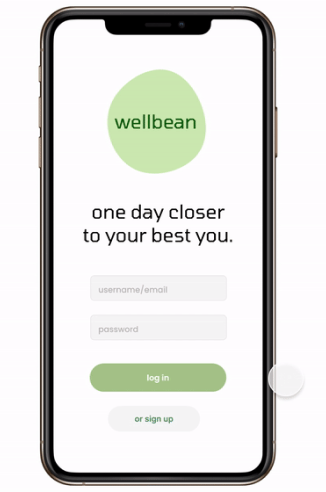 wellbean
one day closer
to your best you.
username/email
password
log in
or sign up